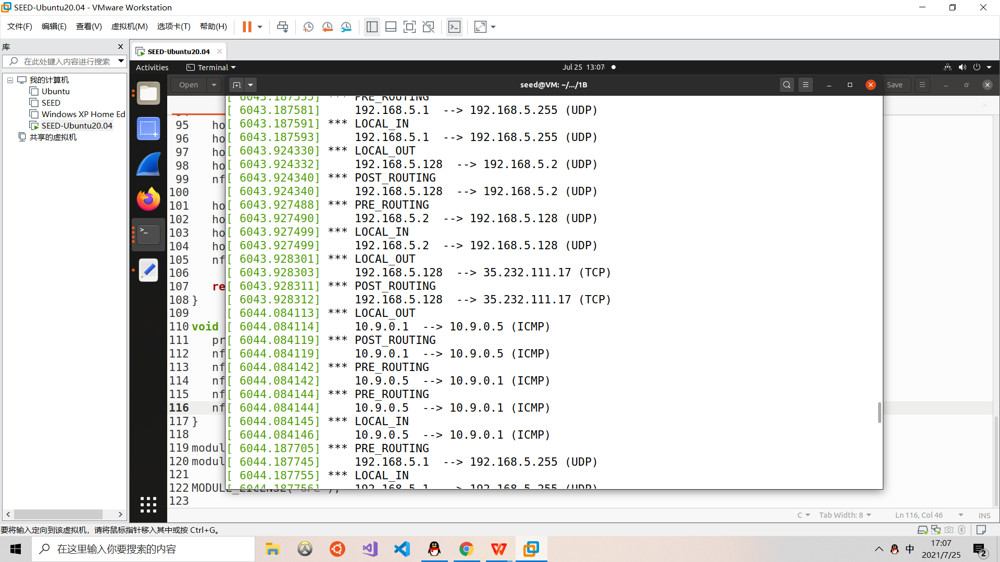 SEED-Ubuntu20.04 - VMware Workstation
文件(F) 编辑(E) 查看(V) 虚拟机(M) 选项卡(T) 帮助(H)
库
在此处键入内容进行搜索
我的计算机
Ubuntu
SEED
Windows XP Home Ed
SEED-Ubuntu20.04
共享的虚拟机
SEED-Ubuntu20.04
Activities Terminal Jul 25 13:07
Open seed@VM: ~/.../1B Save
[ 6043.187555] *** PRE_ROUTING
[ 6043.187581] 192.168.5.1 --> 192.168.5.255 (UDP)
95 ho[ 6043.187591] *** LOCAL_IN
96 ho[ 6043.187593] 192.168.5.1 --> 192.168.5.255 (UDP)
97 ho[ 6043.924330] *** LOCAL_OUT
98 ho[ 6043.924332] 192.168.5.128 --> 192.168.5.2 (UDP)
99 nf[ 6043.924340] *** POST_ROUTING
100 [ 6043.924340] 192.168.5.128 --> 192.168.5.2 (UDP)
101 ho[ 6043.927488] *** PRE_ROUTING
102 ho[ 6043.927490] 192.168.5.2 --> 192.168.5.128 (UDP)
103 ho[ 6043.927499] *** LOCAL_IN
104 ho[ 6043.927499] 192.168.5.2 --> 192.168.5.128 (UDP)
105 nf[ 6043.928301] *** LOCAL_OUT
106 [ 6043.928303] 192.168.5.128 --> 35.232.111.17 (TCP)
107 re[ 6043.928311] *** POST_ROUTING
108 } [ 6043.928312] 192.168.5.128 --> 35.232.111.17 (TCP)
109 [ 6044.084113] *** LOCAL_OUT
110 void [ 6044.084114] 10.9.0.1 --> 10.9.0.5 (ICMP)
111 pr[ 6044.084119] *** POST_ROUTING
112 nf[ 6044.084119] 10.9.0.1 --> 10.9.0.5 (ICMP)
113 nf[ 6044.084142] *** PRE_ROUTING
114 nf[ 6044.084142] 10.9.0.5 --> 10.9.0.1 (ICMP)
115 nf[ 6044.084144] *** PRE_ROUTING
116 nf[ 6044.084144] 10.9.0.5 --> 10.9.0.1 (ICMP)
117 } [ 6044.084145] *** LOCAL_IN
118 [ 6044.084146] 10.9.0.5 --> 10.9.0.1 (ICMP)
119 modul[ 6044.187705] *** PRE_ROUTING
120 modul[ 6044.187745] 192.168.5.1 --> 192.168.5.255 (UDP)
121 [ 6044.187755] *** LOCAL_IN
[ 6044.187756] 192.168.5.1 --> 192.168.5.255 (UDP)
122 MODULE_LICENSE("GPL");
123
C Tab Width: 8 Ln 116, Col 46 INS
要将输入定向到该虚拟机，请将鼠标指针移入其中或按 Ctrl+G。
在这里输入你要搜索的内容
中 17:07
2021/7/25
2